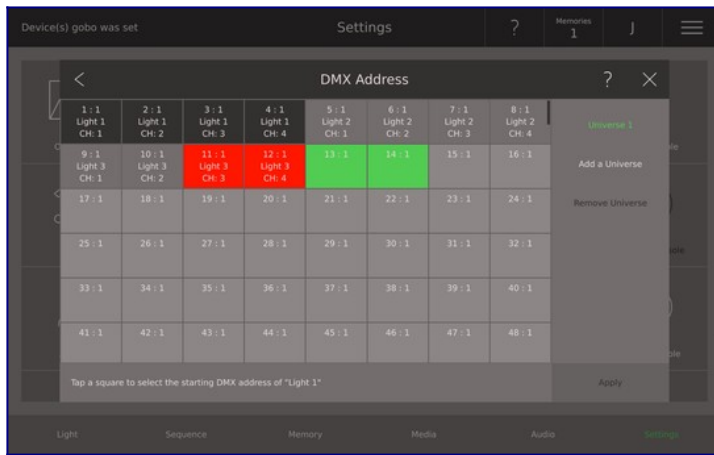 Device(s) gobo was set
Settings
?
Memories
1
J
DMX Address
?
1 : 1
Light 1
CH: 1
2 : 1
Light 1
CH: 2
3 : 1
Light 1
CH: 3
4 : 1
Light 1
CH: 4
5 : 1
Light 2
CH: 1
6 : 1
Light 2
CH: 2
7 : 1
Light 2
CH: 3
8 : 1
Light 2
CH: 4
Universe 1
9 : 1
Light 3
CH: 1
10 : 1
Light 3
CH: 2
11 : 1
Light 3
CH: 3
12 : 1
Light 3
CH: 4
13 : 1
14 : 1
15 : 1
16 : 1
Add a Universe
17 : 1
18 : 1
19 : 1
20 : 1
21 : 1
22 : 1
23 : 1
24 : 1
Remove Universe
25 : 1
26 : 1
27 : 1
28 : 1
29 : 1
30 : 1
31 : 1
32 : 1
33 : 1
34 : 1
35 : 1
36 : 1
37 : 1
38 : 1
39 : 1
40 : 1
41 : 1
42 : 1
43 : 1
44 : 1
45 : 1
46 : 1
47 : 1
48 : 1
Tap a square to select the starting DMX address of "Light 1"
Apply
Light
Sequence
Memory
Media
Audio
Settings